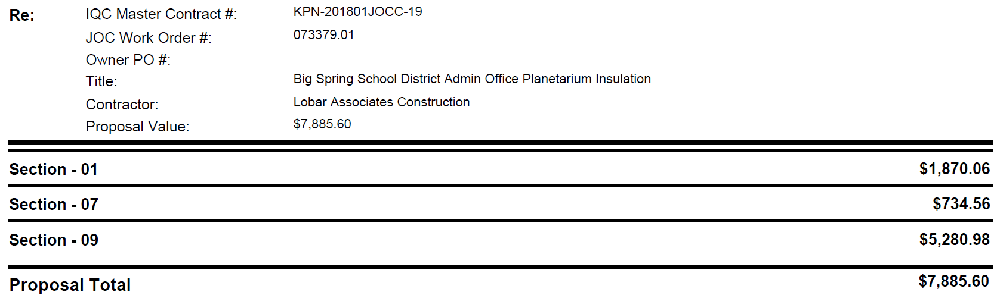 Re: IQC Master Contract #: KPN-201801JOCC-19
JOC Work Order #: 073379.01
Owner PO #:
Title: Big Spring School District Admin Office Planetarium Insulation
Contractor: Lobar Associates Construction
Proposal Value: $7,885.60
Section - 01 $1,870.06
Section - 07 $734.56
Section - 09 $5,280.98
Proposal Total $7,885.60